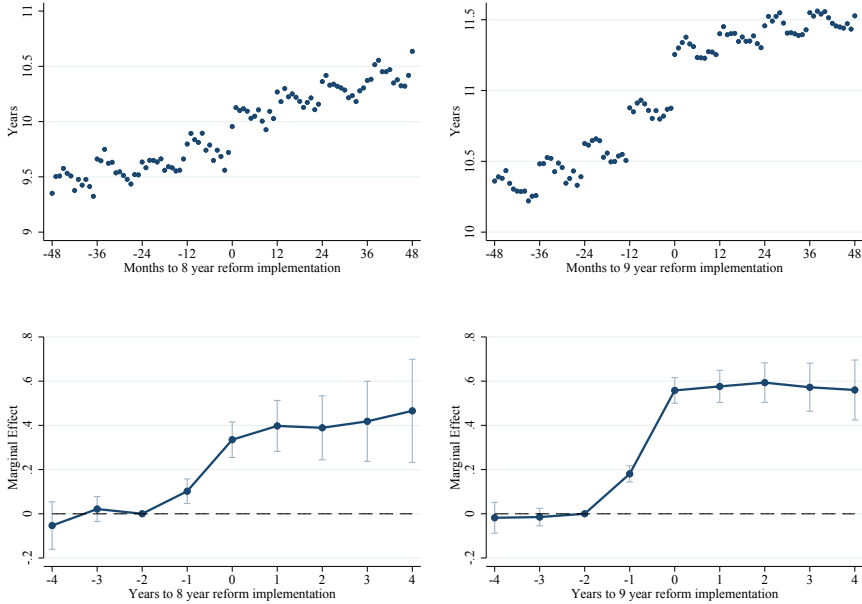 11
10.5
10
9.5
9
Years
-48 -36 -24 -12 0 12 24 36 48
Months to 8 year reform implementation
11.5
11
10.5
10
Years
-48 -36 -24 -12 0 12 24 36 48
Months to 9 year reform implementation
.8
.6
.4
.2
0
-.2
Marginal Effect
-4 -3 -2 -1 0 1 2 3 4
Years to 8 year reform implementation
.8
.6
.4
.2
0
-.2
Marginal Effect
-4 -3 -2 -1 0 1 2 3 4
Years to 9 year reform implementation